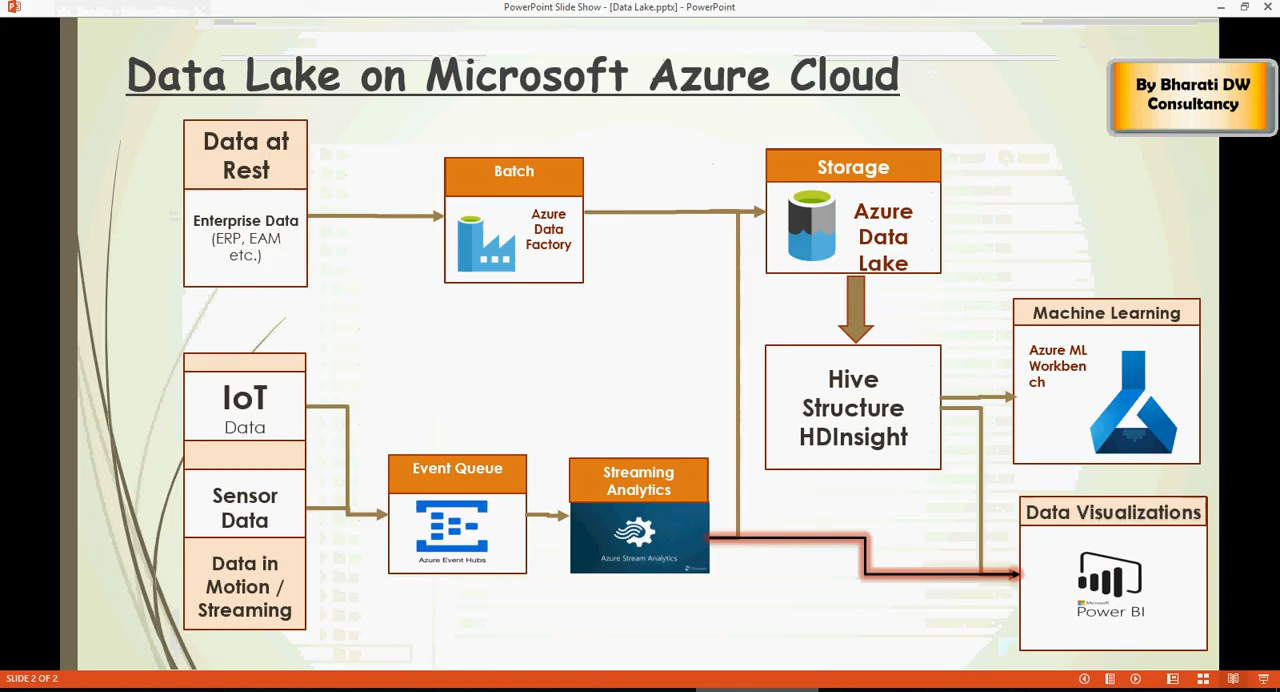 PowerPoint Slide Show - [Data Lake.pptx] - PowerPoint
Data Lake on Microsoft Azure Cloud
By Bharati DW
Consultancy
Data at
Rest
Enterprise Data
(ERP, EAM
etc.)
Batch
Azure
Data
Factory
Storage
Azure
Data
Lake
Machine Learning
Azure ML
Workben
ch
IoT
Data
Hive
Structure
HDInsight
Sensor
Data
Event Queue
Azure Event Hubs
Streaming
Analytics
Azure Stream Analytics
Data Visualizations
Microsoft
Power BI
Data in
Motion /
Streaming
SLIDE 2 OF 2